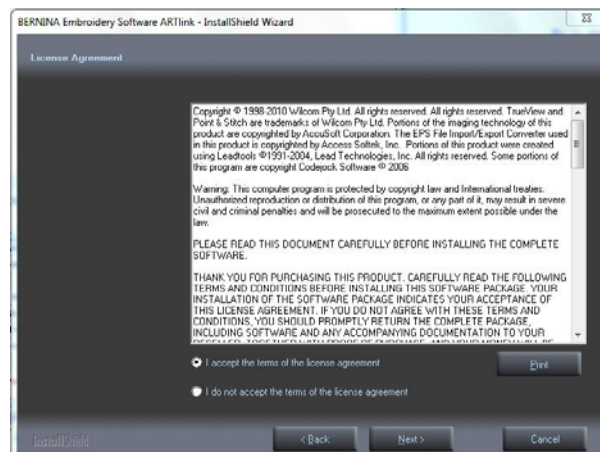 BERNINA Embroidery Software ARTlink - InstallShield Wizard
License Agreement
Copyright © 1998-2010 Wilcom Pty Ltd. All rights reserved. All rights reserved. TrueView and
Point & Stitch are trademarks of Wilcom Pty Ltd. Portions of the imaging technology of this
product are copyrighted by AccuSoft Corporation. The EPS File Import/Export Converter used
in this product is copyrighted by Access Softek, Inc. Portions of this product were created
using Leadtools ©1991-2004, Lead Technologies, Inc. All rights reserved. Some portions of
this program are copyright Codejock Software © 2006
Warning: This computer program is protected by copyright law and International treaties.
Unauthorized reproduction or distribution of this program, or any part of it, may result in severe
civil and criminal penalties and will be prosecuted to the maximum extent possible under the
law.
PLEASE READ THIS DOCUMENT CAREFULLY BEFORE INSTALLING THE COMPLETE
SOFTWARE.
THANK YOU FOR PURCHASING THIS PRODUCT. CAREFULLY READ THE FOLLOWING
TERMS AND CONDITIONS BEFORE INSTALLING THIS SOFTWARE PACKAGE. YOUR
INSTALLATION OF THE SOFTWARE PACKAGE INDICATES YOUR ACCEPTANCE OF
THIS LICENSE AGREEMENT. IF YOU DO NOT AGREE WITH THESE TERMS AND
CONDITIONS, YOU SHOULD PROMPTLY RETURN THE COMPLETE PACKAGE,
INCLUDING SOFTWARE AND ANY ACCOMPANYING DOCUMENTATION TO YOUR
RESELLER, TOGETHER WITH PROOF OF PURCHASE, AND YOUR MONEY WILL BE
I accept the terms of the license agreement
Print
I do not accept the terms of the license agreement
InstallShield
< Back
Next >
Cancel